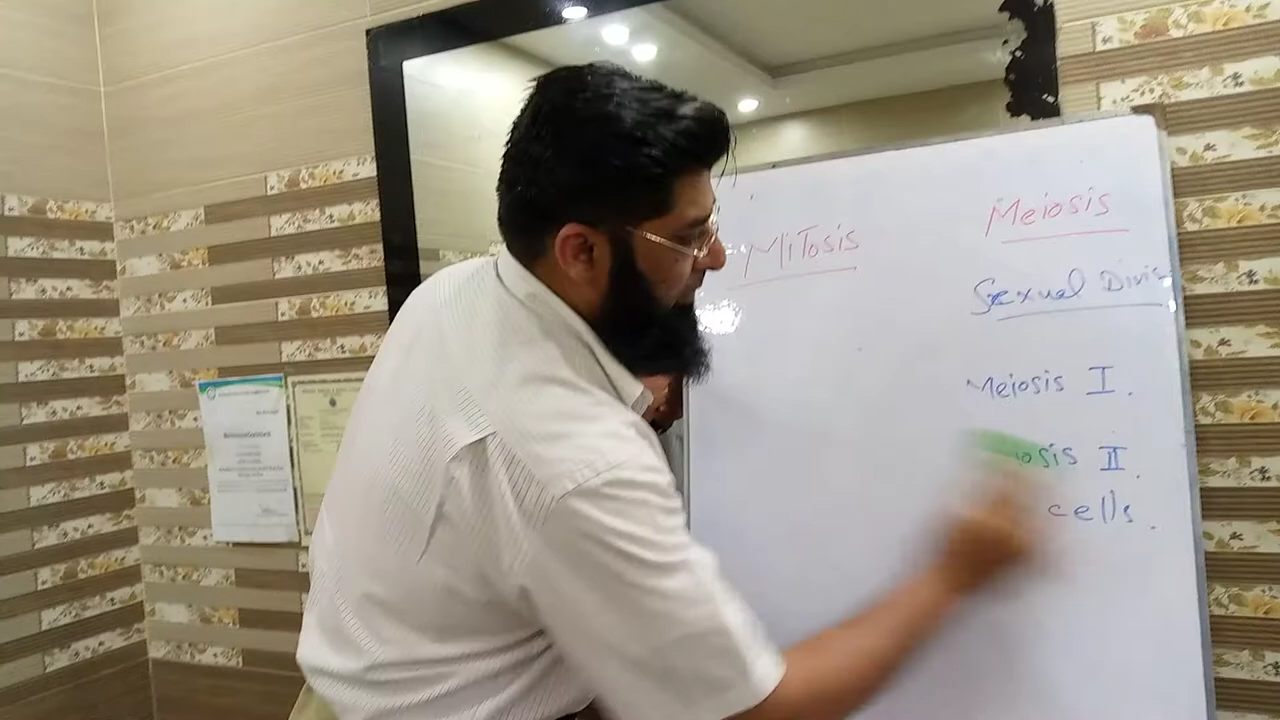 Mitosis
Meiosis
Sexual Divis
Meiosis I.
osis II.
cells.